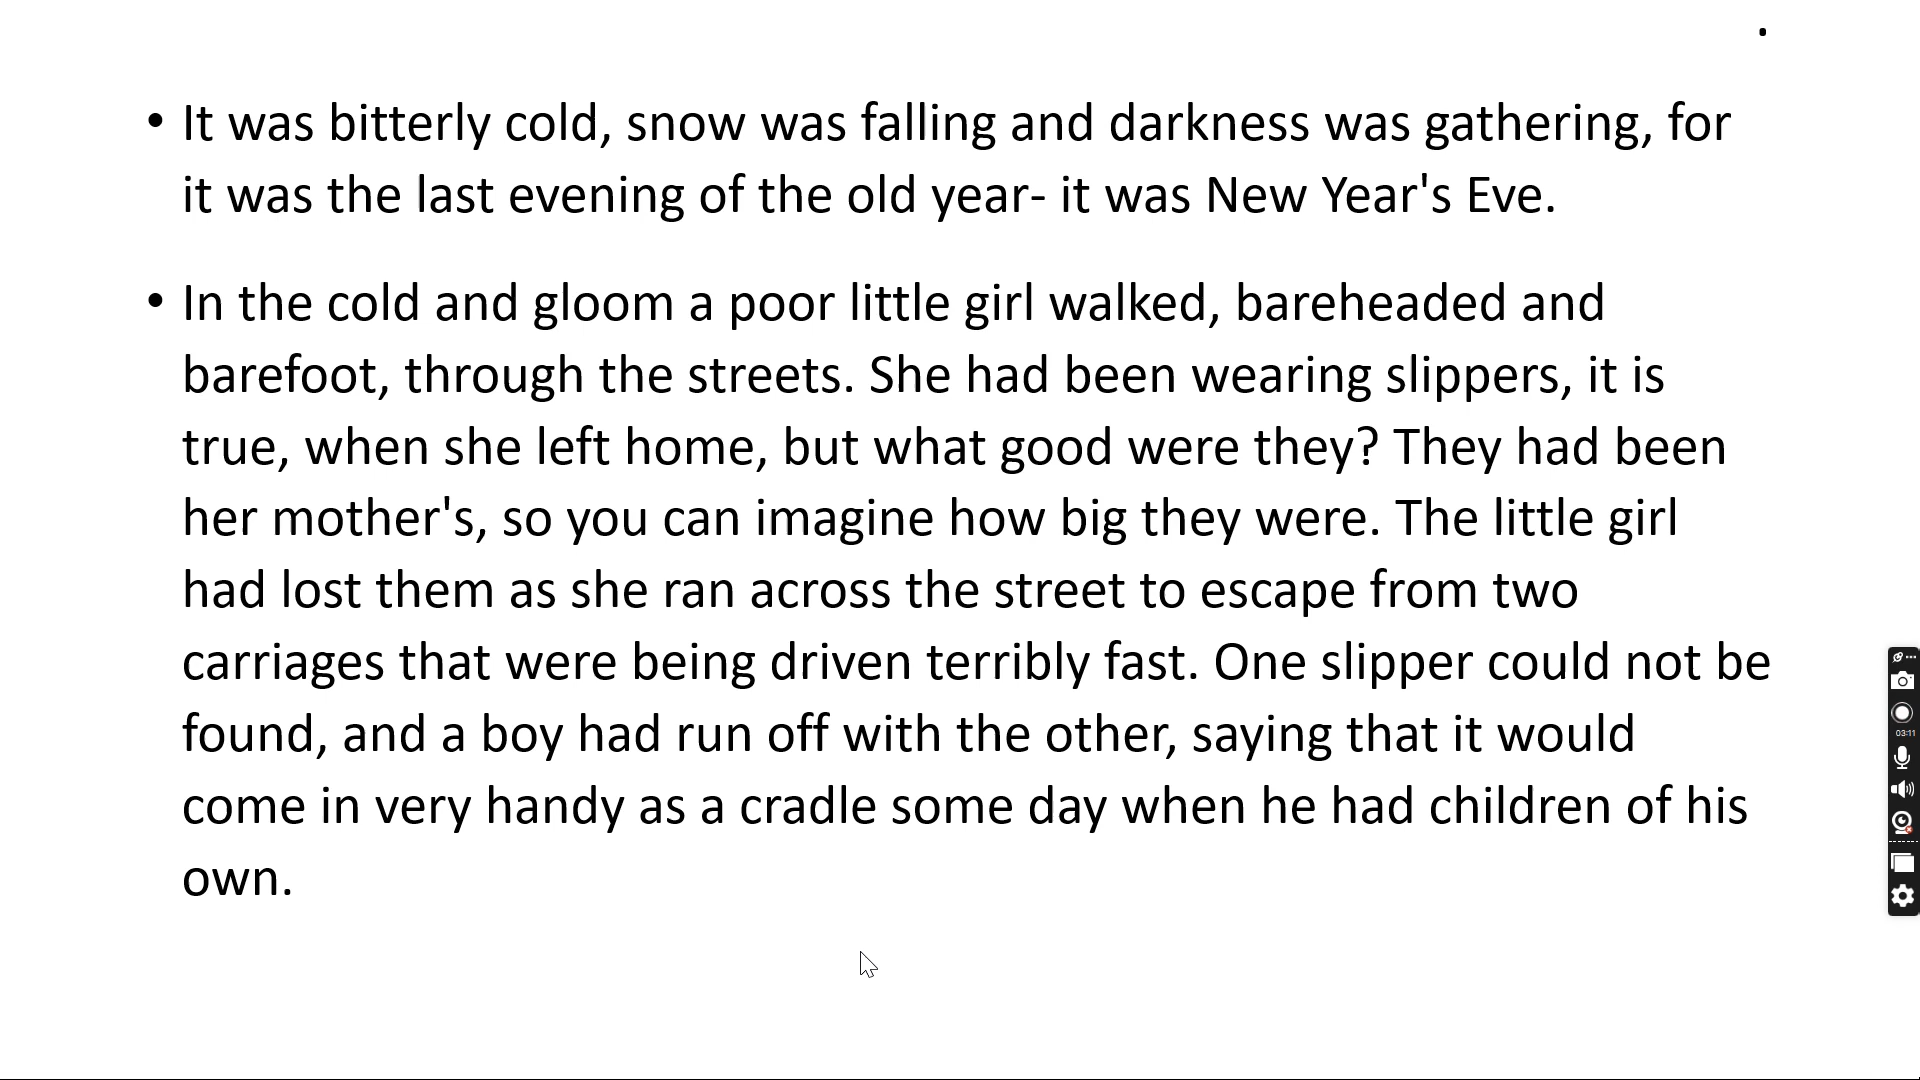 • It was bitterly cold, snow was falling and darkness was gathering, for
it was the last evening of the old year- it was New Year's Eve.
• In the cold and gloom a poor little girl walked, bareheaded and
barefoot, through the streets. She had been wearing slippers, it is
true, when she left home, but what good were they? They had been
her mother's, so you can imagine how big they were. The little girl
had lost them as she ran across the street to escape from two
carriages that were being driven terribly fast. One slipper could not be
found, and a boy had run off with the other, saying that it would
come in very handy as a cradle some day when he had children of his
own.
03:11